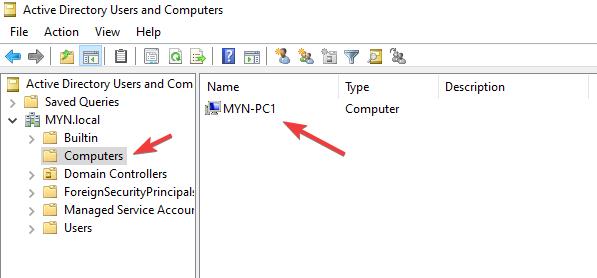 Active Directory Users and Computers
File Action View Help
Active Directory Users and Com
Saved Queries
MYN.local
Builtin
Computers
Domain Controllers
ForeignSecurityPrincipals
Managed Service Accour
Users
Name Type Description
MYN-PC1 Computer